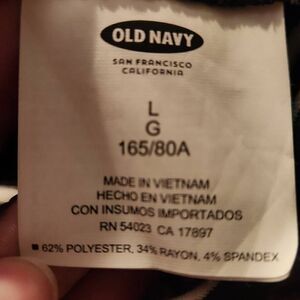 OLD NAVY
SAN FRANCISCO
CALIFORNIA
L
G
165/80A
MADE IN VIETNAM
HECHO EN VIETNAM
CON INSUMOS IMPORTADOS
RN 54023 CA 17897
■ 62% POLYESTER, 34% RAYON, 4% SPANDEX